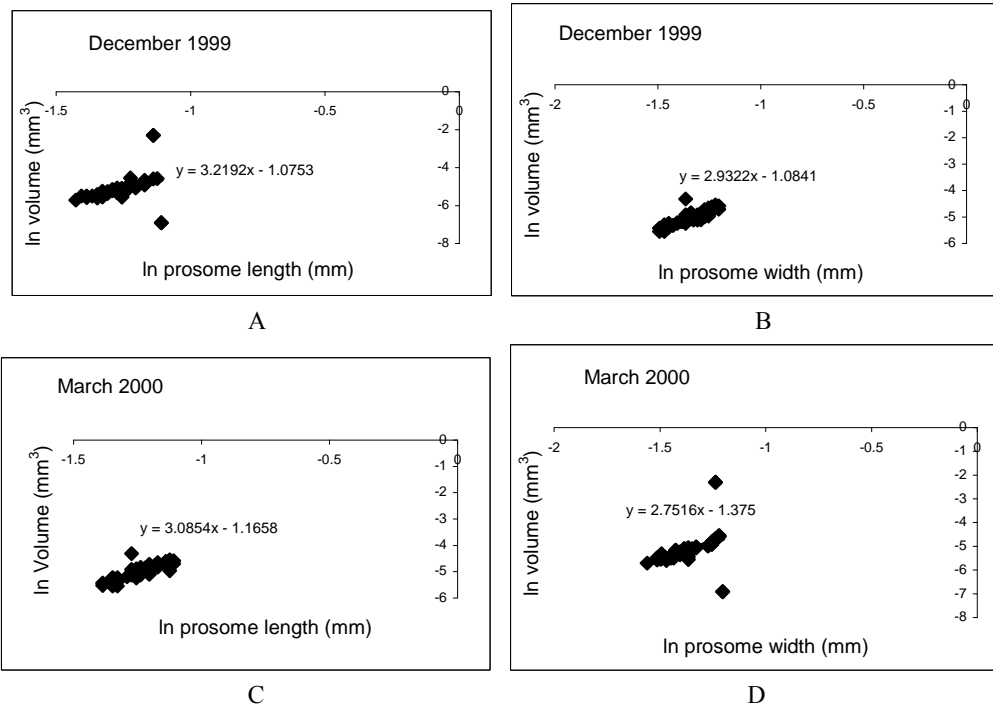 December 1999
-1.5 -1 -0.5 0
0
-2
-4
-6
-8
ln volume (mm³)
y = 3.2192x - 1.0753
ln prosome length (mm)
A
December 1999
-2 -1.5 -1 -0.5 0
0
-1
-2
-3
-4
-5
-6
ln volume (mm³)
y = 2.9322x - 1.0841
ln prosome width (mm)
B
March 2000
-1.5 -1 -0.5 0
0
-1
-2
-3
-4
-5
-6
ln Volume (mm³)
y = 3.0854x - 1.1658
ln prosome length (mm)
C
March 2000
-2 -1.5 -1 -0.5 0
0
-1
-2
-3
-4
-5
-6
-7
-8
ln volume (mm³)
y = 2.7516x - 1.375
ln prosome width (mm)
D